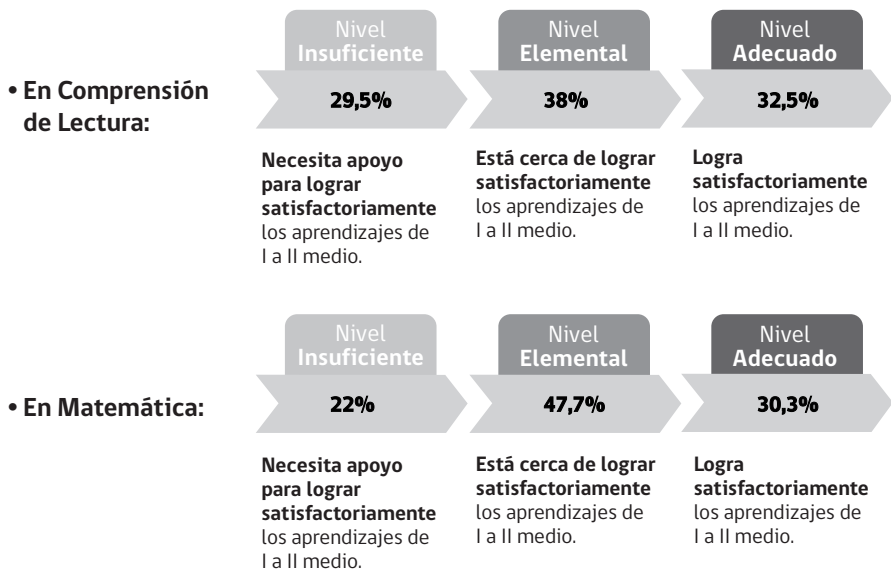 Nivel
Insuficiente
Nivel
Elemental
Nivel
Adecuado
• En Comprensión
de Lectura:
29,5%
38%
32,5%
Necesita apoyo
para lograr
satisfactoriamente
los aprendizajes de
I a II medio.
Está cerca de lograr
satisfactoriamente
los aprendizajes de
I a II medio.
Logra
satisfactoriamente
los aprendizajes de
I a II medio.
Nivel
Insuficiente
Nivel
Elemental
Nivel
Adecuado
• En Matemática:
22%
47,7%
30,3%
Necesita apoyo
para lograr
satisfactoriamente
los aprendizajes de
I a II medio.
Está cerca de lograr
satisfactoriamente
los aprendizajes de
I a II medio.
Logra
satisfactoriamente
los aprendizajes de
I a II medio.